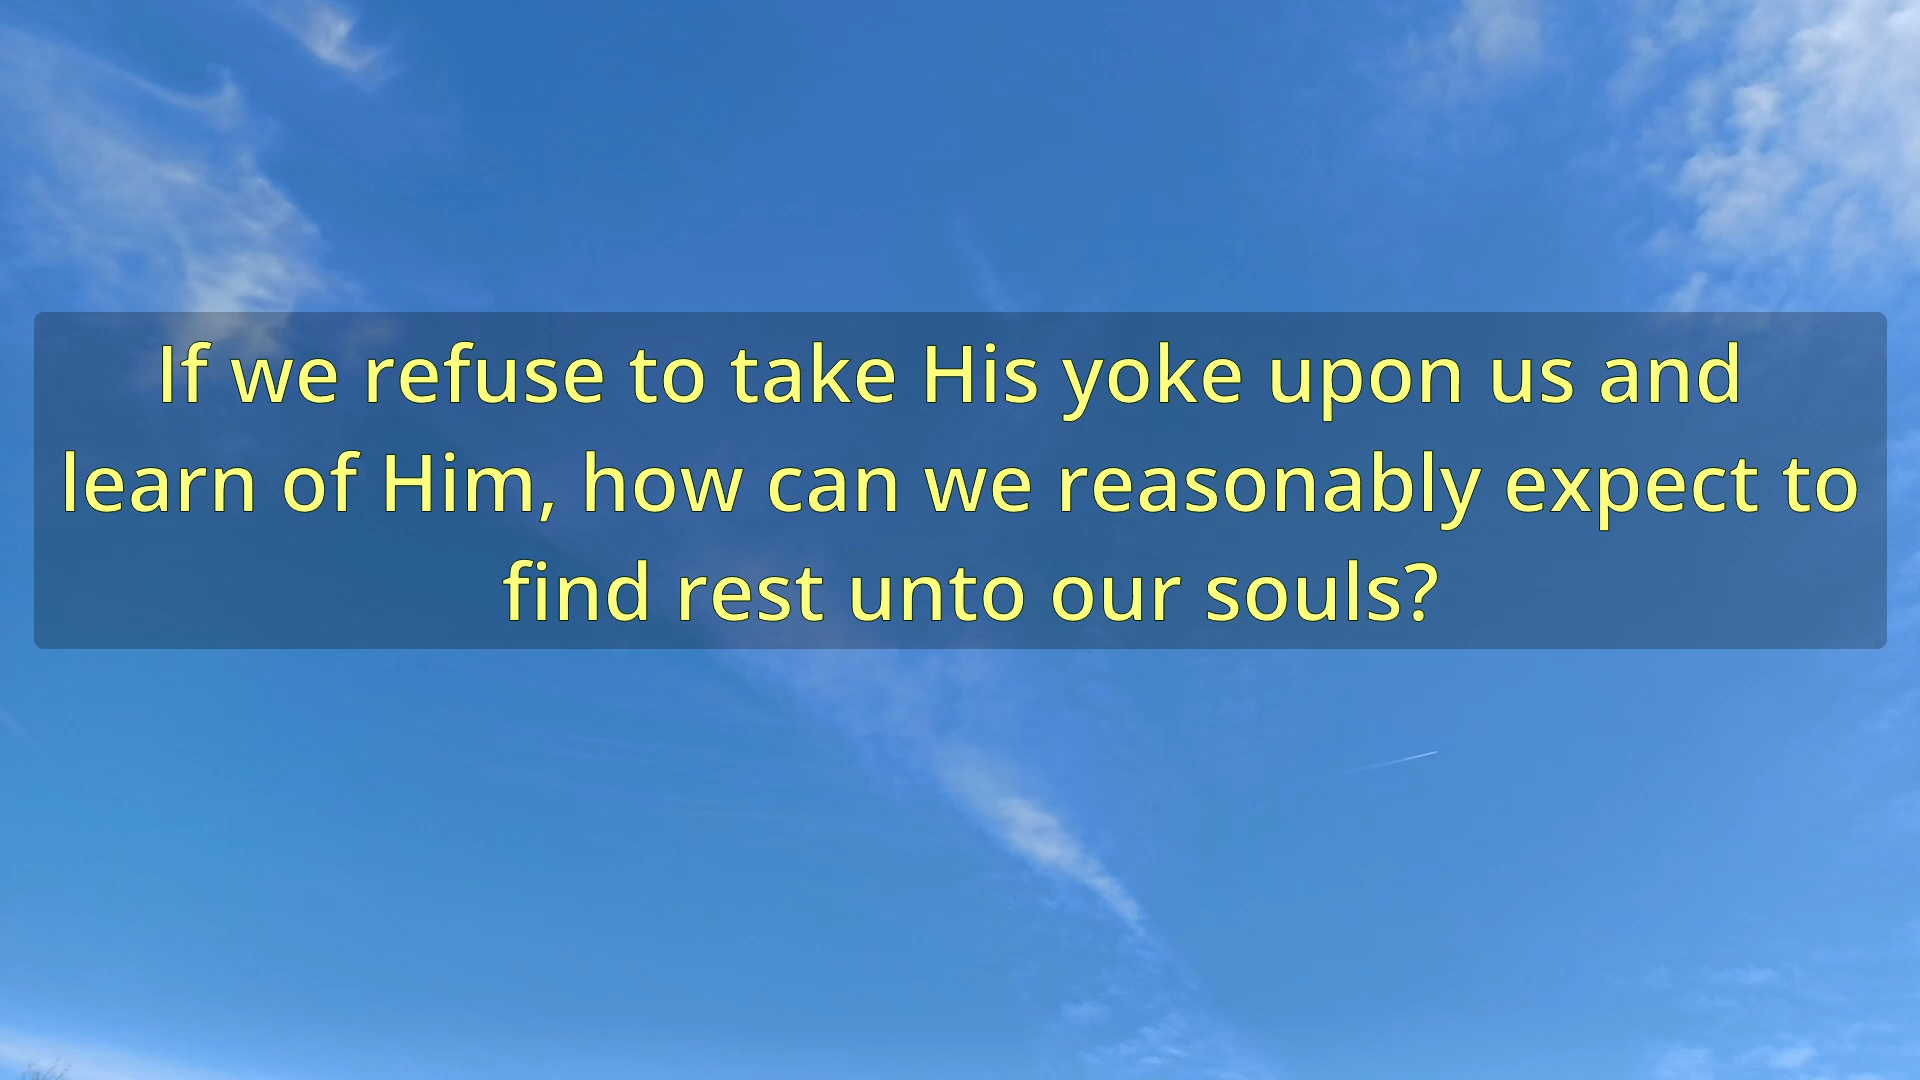 If we refuse to take His yoke upon us and
learn of Him, how can we reasonably expect to
find rest unto our souls?